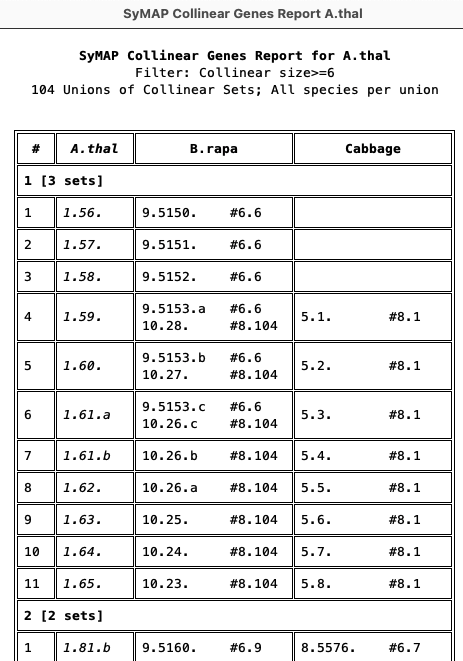 SyMAP Collinear Genes Report A.thal
SyMAP Collinear Genes Report for A.thal
Filter: Collinear size>=6
104 Unions of Collinear Sets; All species per union
# A.thal B.rapa Cabbage
1 [3 sets]
1 1.56. 9.5150. #6.6
2 1.57. 9.5151. #6.6
3 1.58. 9.5152. #6.6
4 1.59. 9.5153.a #6.6 5.1. #8.1
10.28. #8.104
5 1.60. 9.5153.b #6.6 5.2. #8.1
10.27. #8.104
6 1.61.a 9.5153.c #6.6 5.3. #8.1
10.26.c #8.104
7 1.61.b 10.26.b #8.104 5.4. #8.1
8 1.62. 10.26.a #8.104 5.5. #8.1
9 1.63. 10.25. #8.104 5.6. #8.1
10 1.64. 10.24. #8.104 5.7. #8.1
11 1.65. 10.23. #8.104 5.8. #8.1
2 [2 sets]
1 1.81.b 9.5160. #6.9 8.5576. #6.7